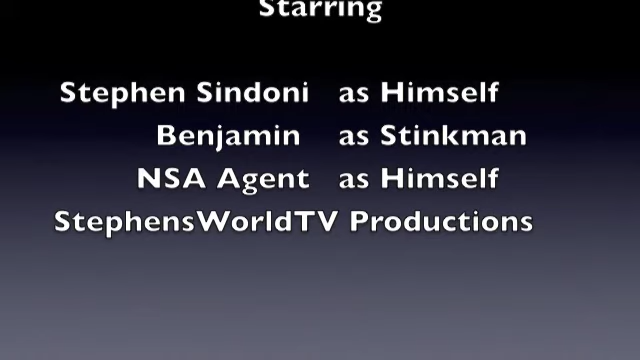 Starring
Stephen Sindoni as Himself
Benjamin as Stinkman
NSA Agent as Himself
StephensWorldTV Productions